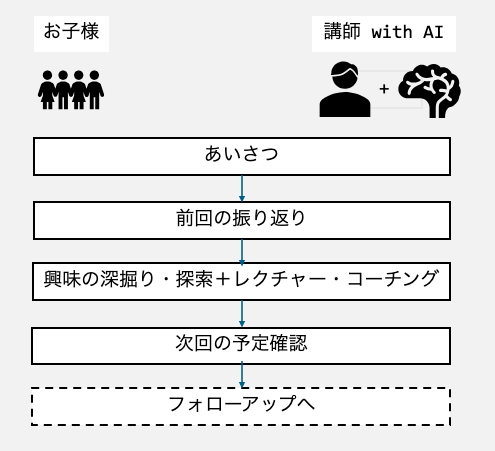 お子様
講師 with AI
+
あいさつ
前回の振り返り
興味の深掘り・探索＋レクチャー・コーチング
次回の予定確認
フォローアップへ